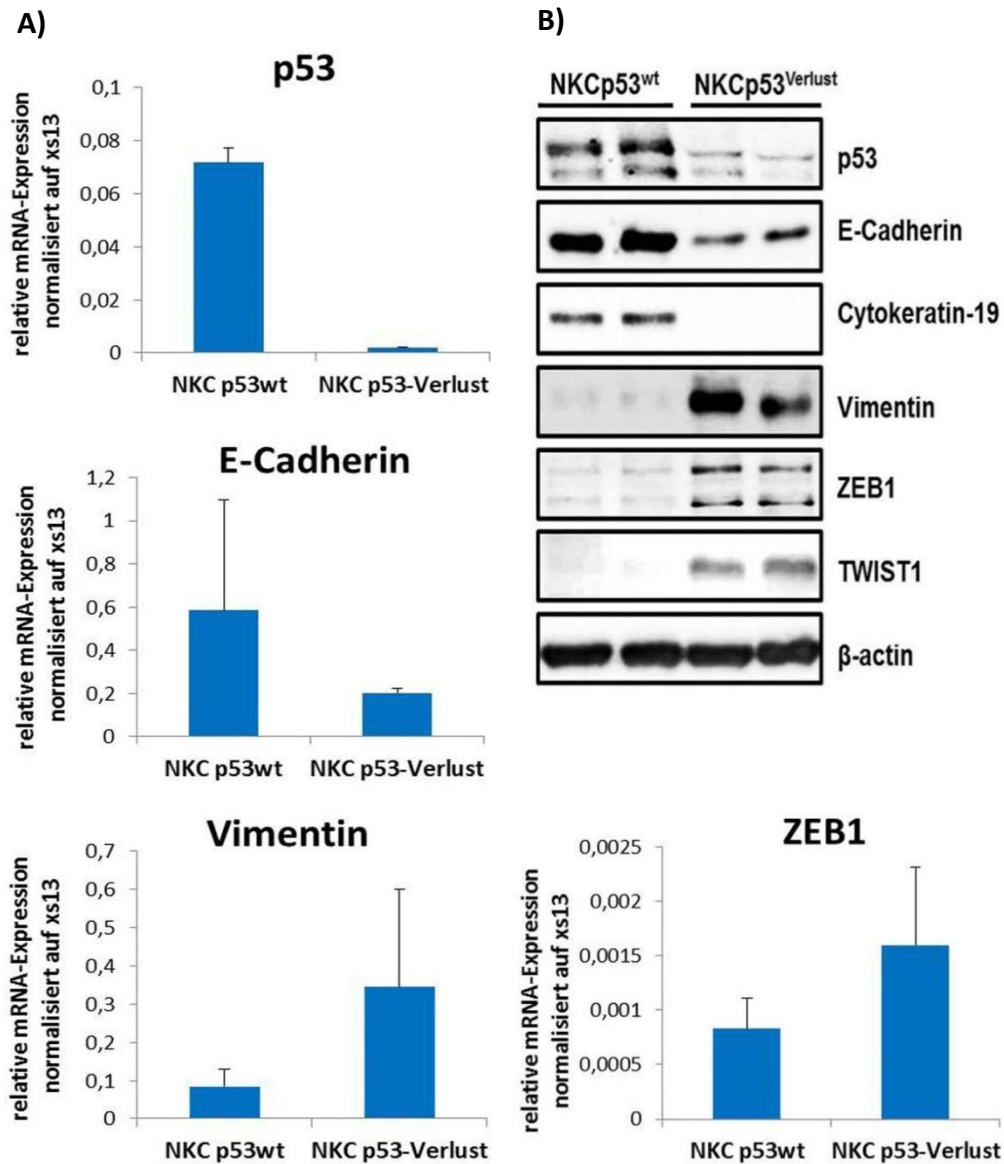 A)
p53
relative mRNA-Expression
normalisiert auf xs13
0,1
0,08
0,06
0,04
0,02
0
NKC p53wt NKC p53-Verlust
E-Cadherin
relative mRNA-Expression
normalisiert auf xs13
1,2
1
0,8
0,6
0,4
0,2
0
NKC p53wt NKC p53-Verlust
Vimentin
relative mRNA-Expression
normalisiert auf xs13
0,7
0,6
0,5
0,4
0,3
0,2
0,1
0
NKC p53wt NKC p53-Verlust
B)
NKCp53wt NKCp53Verlust
p53
E-Cadherin
Cytokeratin-19
Vimentin
ZEB1
TWIST1
β-actin
ZEB1
relative mRNA-Expression
normalisiert auf xs13
0,0025
0,002
0,0015
0,001
0,0005
0
NKC p53wt NKC p53-Verlust